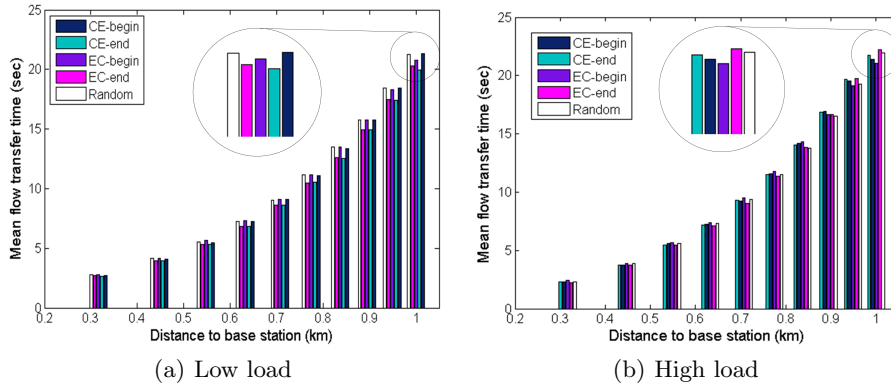 CE-begin
CE-end
EC-begin
EC-end
Random
Mean flow transfer time (sec)
25
20
15
10
5
0
0.2 0.3 0.4 0.5 0.6 0.7 0.8 0.9 1
Distance to base station (km)
(a) Low load
CE-begin
CE-end
EC-begin
EC-end
Random
Mean flow transfer time (sec)
25
20
15
10
5
0
0.2 0.3 0.4 0.5 0.6 0.7 0.8 0.9 1
Distance to base station (km)
(b) High load